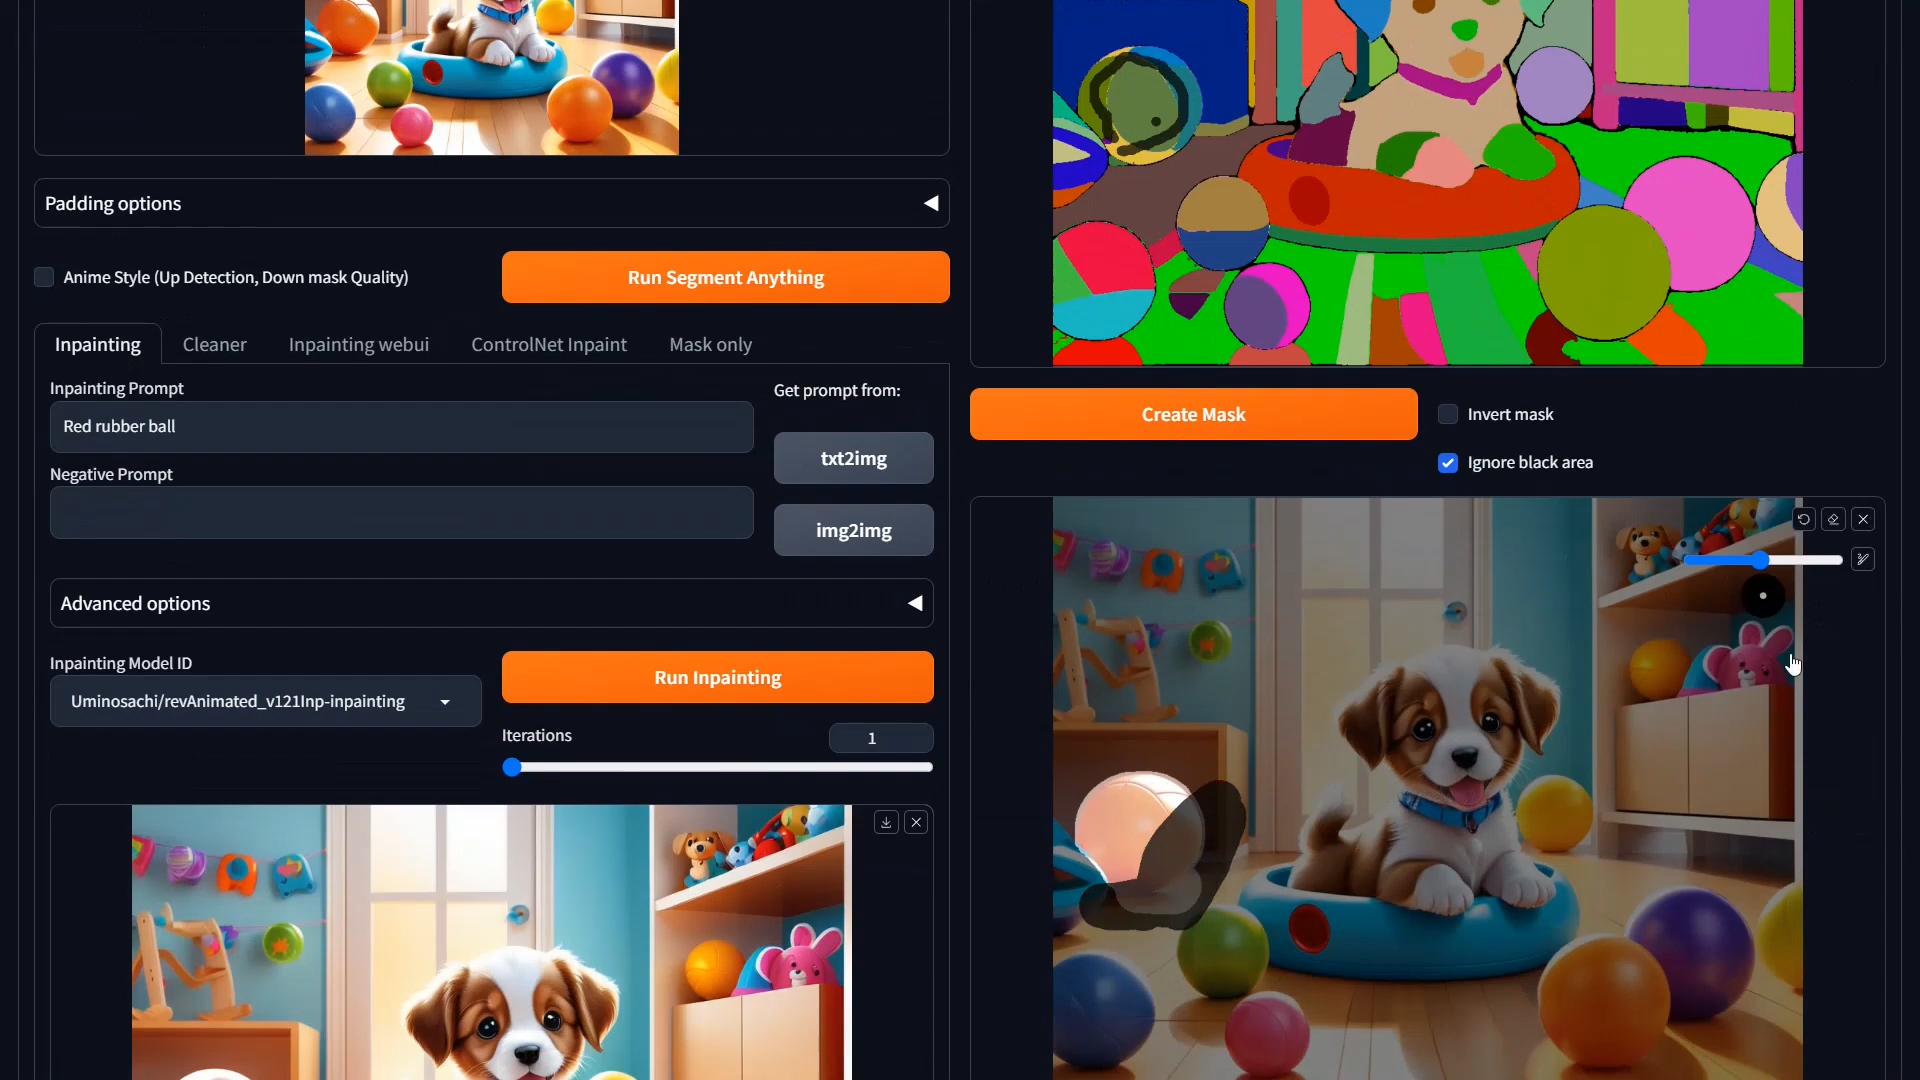 Padding options
Anime Style (Up Detection, Down mask Quality)
Run Segment Anything
Inpainting
Cleaner
Inpainting webui
ControlNet Inpaint
Mask only
Inpainting Prompt
Get prompt from:
Red rubber ball
txt2img
Negative Prompt
img2img
Advanced options
Inpainting Model ID
Uminosachi/revAnimated_v121Inp-inpainting
Run Inpainting
Iterations
1
Create Mask
Invert mask
Ignore black area